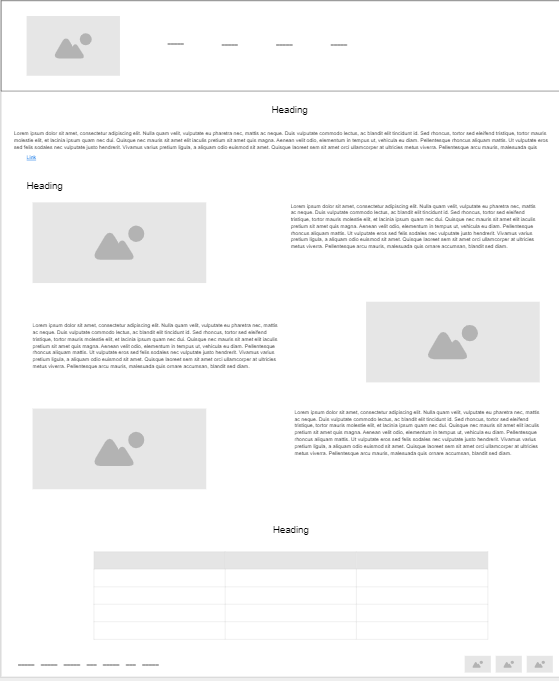 Heading
Lorem ipsum dolor sit amet, consectetur adipiscing elit. Nulla quam velit, vulputate eu pharetra nec, mattis ac neque. Duis vulputate commodo lectus, ac blandit elit tincidunt id. Sed rhoncus, tortor sed eleifend tristique, tortor mauris
molestie elit, et lacinia ipsum quam nec dui. Quisque nec mauris sit amet elit iaculis pretium sit amet quis magna. Aenean velit odio, elementum in tempus ut, vehicula eu diam. Pellentesque rhoncus aliquam mattis. Ut vulputate eros
sed felis sodales nec vulputate justo hendrerit. Vivamus varius pretium ligula, a aliquam odio euismod sit amet. Quisque laoreet sem sit amet orci ullamcorper at ultricies metus viverra. Pellentesque arcu mauris, malesuada quis
Link
Heading
Lorem ipsum dolor sit amet, consectetur adipiscing elit. Nulla quam velit, vulputate eu pharetra nec, mattis
ac neque. Duis vulputate commodo lectus, ac blandit elit tincidunt id. Sed rhoncus, tortor sed eleifend
tristique, tortor mauris molestie elit, et lacinia ipsum quam nec dui. Quisque nec mauris sit amet elit iaculis
pretium sit amet quis magna. Aenean velit odio, elementum in tempus ut, vehicula eu diam. Pellentesque
rhoncus aliquam mattis. Ut vulputate eros sed felis sodales nec vulputate justo hendrerit. Vivamus varius
pretium ligula, a aliquam odio euismod sit amet. Quisque laoreet sem sit amet orci ullamcorper at ultricies
metus viverra. Pellentesque arcu mauris, malesuada quis ornare accumsan, blandit sed diam.
Lorem ipsum dolor sit amet, consectetur adipiscing elit. Nulla quam velit, vulputate eu pharetra nec, mattis
ac neque. Duis vulputate commodo lectus, ac blandit elit tincidunt id. Sed rhoncus, tortor sed eleifend
tristique, tortor mauris molestie elit, et lacinia ipsum quam nec dui. Quisque nec mauris sit amet elit iaculis
pretium sit amet quis magna. Aenean velit odio, elementum in tempus ut, vehicula eu diam. Pellentesque
rhoncus aliquam mattis. Ut vulputate eros sed felis sodales nec vulputate justo hendrerit. Vivamus varius
pretium ligula, a aliquam odio euismod sit amet. Quisque laoreet sem sit amet orci ullamcorper at ultricies
metus viverra. Pellentesque arcu mauris, malesuada quis ornare accumsan, blandit sed diam.
Lorem ipsum dolor sit amet, consectetur adipiscing elit. Nulla quam velit, vulputate eu pharetra nec, mattis
ac neque. Duis vulputate commodo lectus, ac blandit elit tincidunt id. Sed rhoncus, tortor sed eleifend
tristique, tortor mauris molestie elit, et lacinia ipsum quam nec dui. Quisque nec mauris sit amet elit iaculis
pretium sit amet quis magna. Aenean velit odio, elementum in tempus ut, vehicula eu diam. Pellentesque
rhoncus aliquam mattis. Ut vulputate eros sed felis sodales nec vulputate justo hendrerit. Vivamus varius
pretium ligula, a aliquam odio euismod sit amet. Quisque laoreet sem sit amet orci ullamcorper at ultricies
metus viverra. Pellentesque arcu mauris, malesuada quis ornare accumsan, blandit sed diam.
Heading